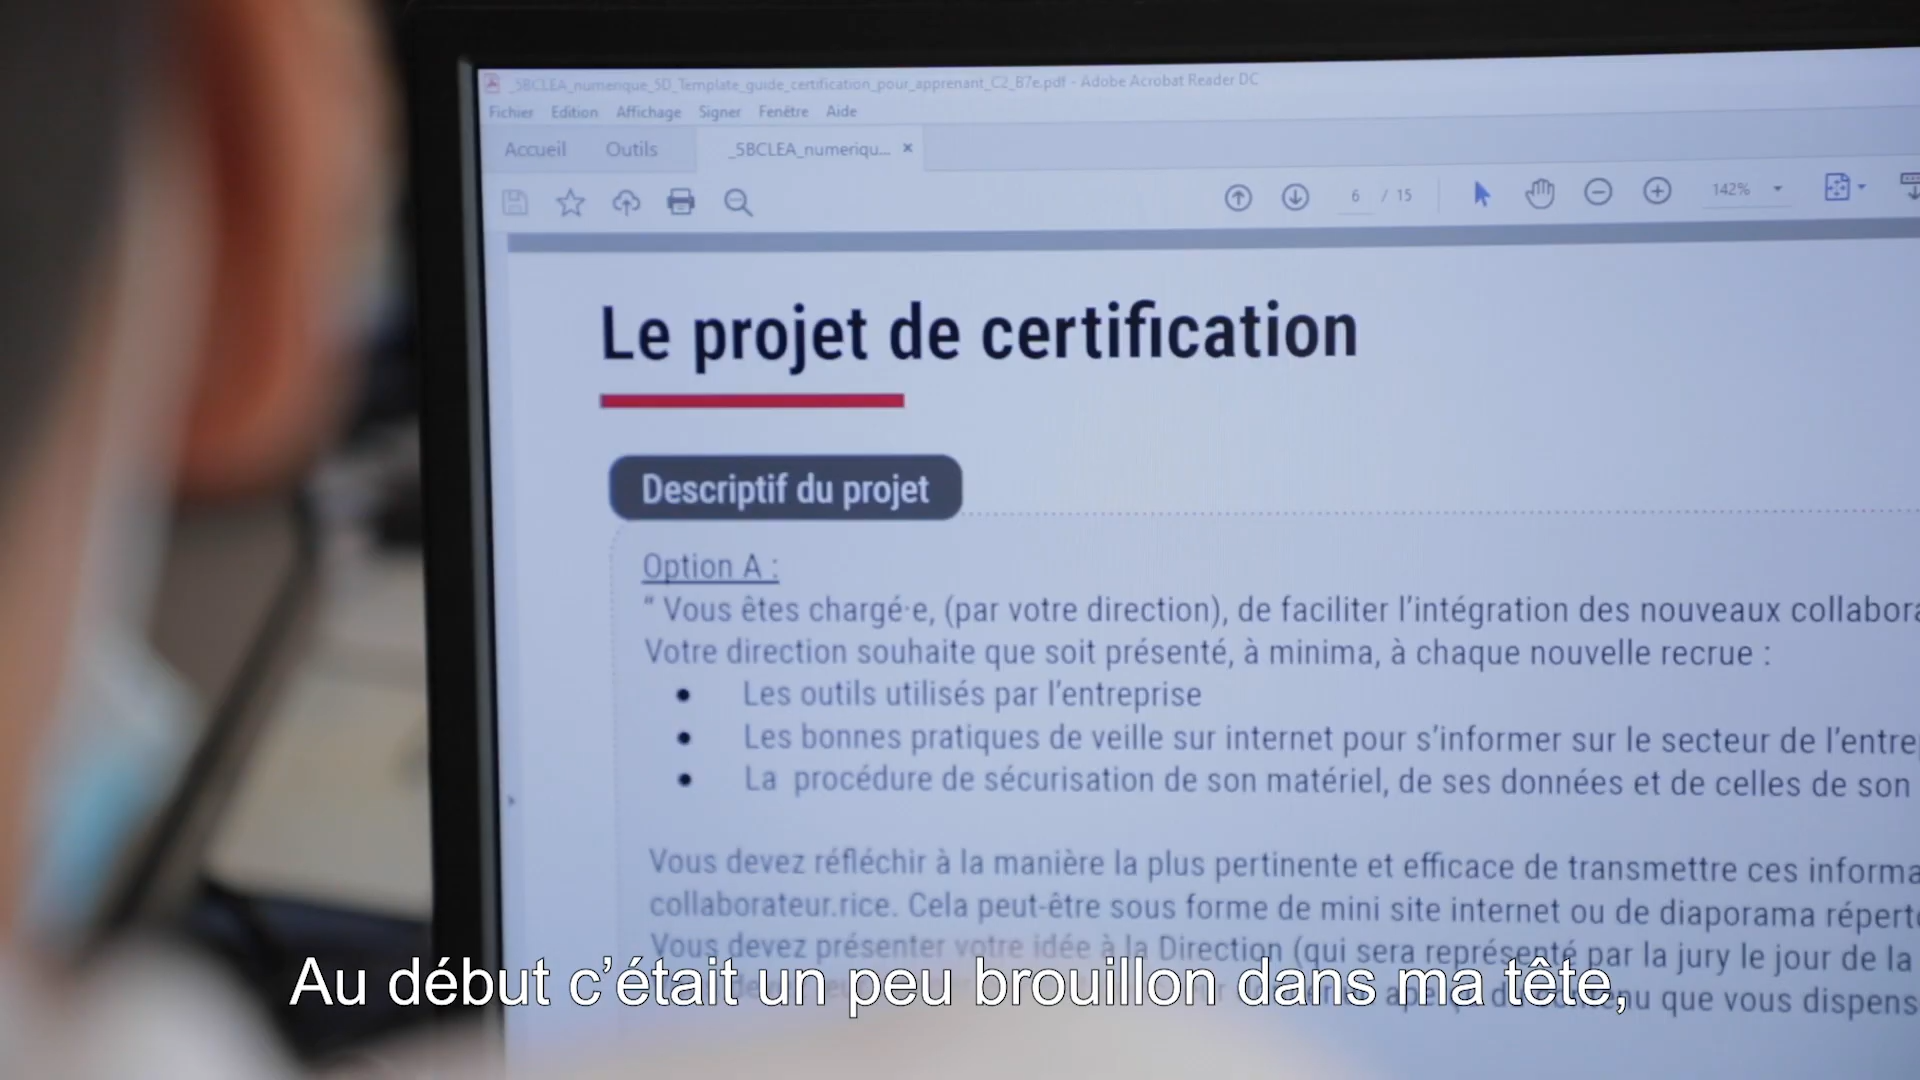 _5BCLEA_numerique_5D_Template_guide_certification_pour_apprenant_C2_B7e.pdf - Adobe Acrobat Reader DC
Fichier Edition Affichage Signer Fenêtre Aide
Accueil Outils _5BCLEA_numeriqu... ×
6 / 15 142%
Le projet de certification
Descriptif du projet
Option A :
“ Vous êtes chargé·e, (par votre direction), de faciliter l’intégration des nouveaux collabora
Votre direction souhaite que soit présenté, à minima, à chaque nouvelle recrue :
• Les outils utilisés par l’entreprise
• Les bonnes pratiques de veille sur internet pour s’informer sur le secteur de l’entre
• La procédure de sécurisation de son matériel, de ses données et de celles de son
Vous devez réfléchir à la manière la plus pertinente et efficace de transmettre ces informa
collaborateur.rice. Cela peut-être sous forme de mini site internet ou de diaporama réperto
Vous devez présenter votre idée à la Direction (qui sera représenté par la jury le jour de la
que vous dispens
Au début c’était un peu brouillon dans ma tête,